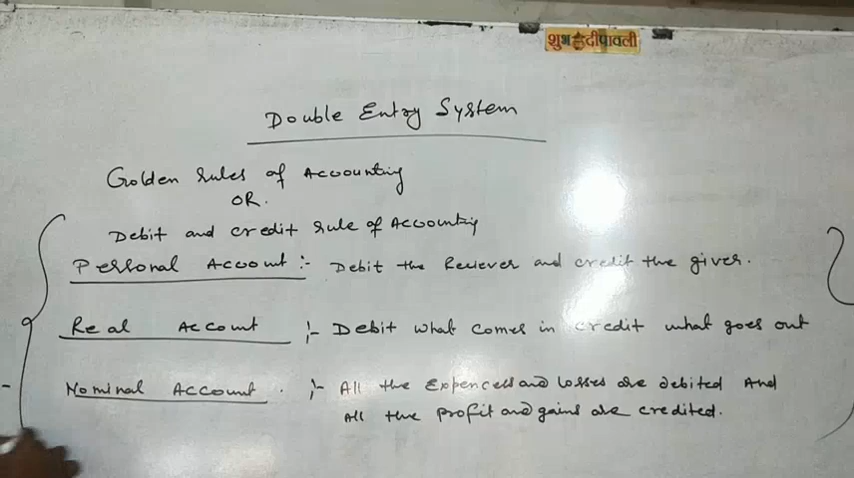 शुभ दीपावली
Double Entry System
Golden rules of Accounting
OR.
Debit and credit rule of Accounting
Personal Account :- Debit the Reciever and credit the giver.
Real Account :- Debit what comes in credit what goes out
Nominal Account . :- All the Expences and losses are debited And
All the profit and gains are credited.